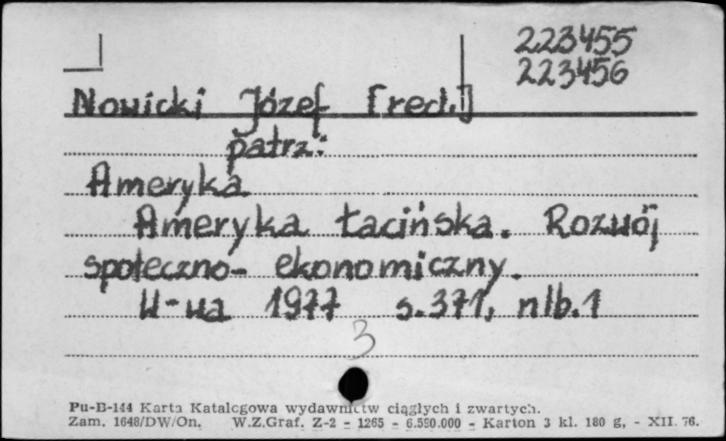 223455
223456
Nowicki Józef [red.]
patrz:
Ameryka
Ameryka Łacińska. Rozwój
społeczno- ekonomiczny.
W-wa 1977 s.371, nlb.1
3
Pu-B-144 Karta Katalogowa wydawnictw ciągłych i zwartych.
Zam. 1648/DW/On. W.Z.Graf. Z-2 - 1265 - 6.590.000 - Karton 3 kl. 180 g. - XII. 76.